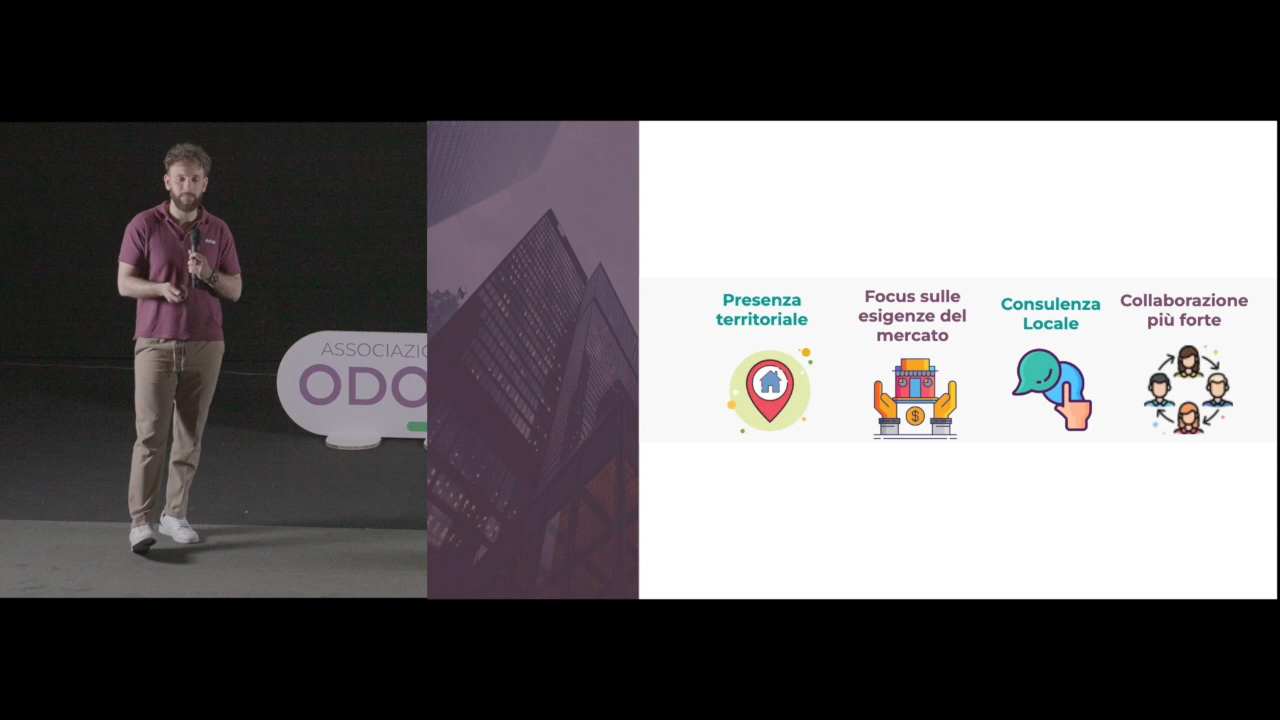 ASSOCIAZIO
ODO
Presenza
territoriale
Focus sulle
esigenze del
mercato
Consulenza
Locale
Collaborazione
più forte
$